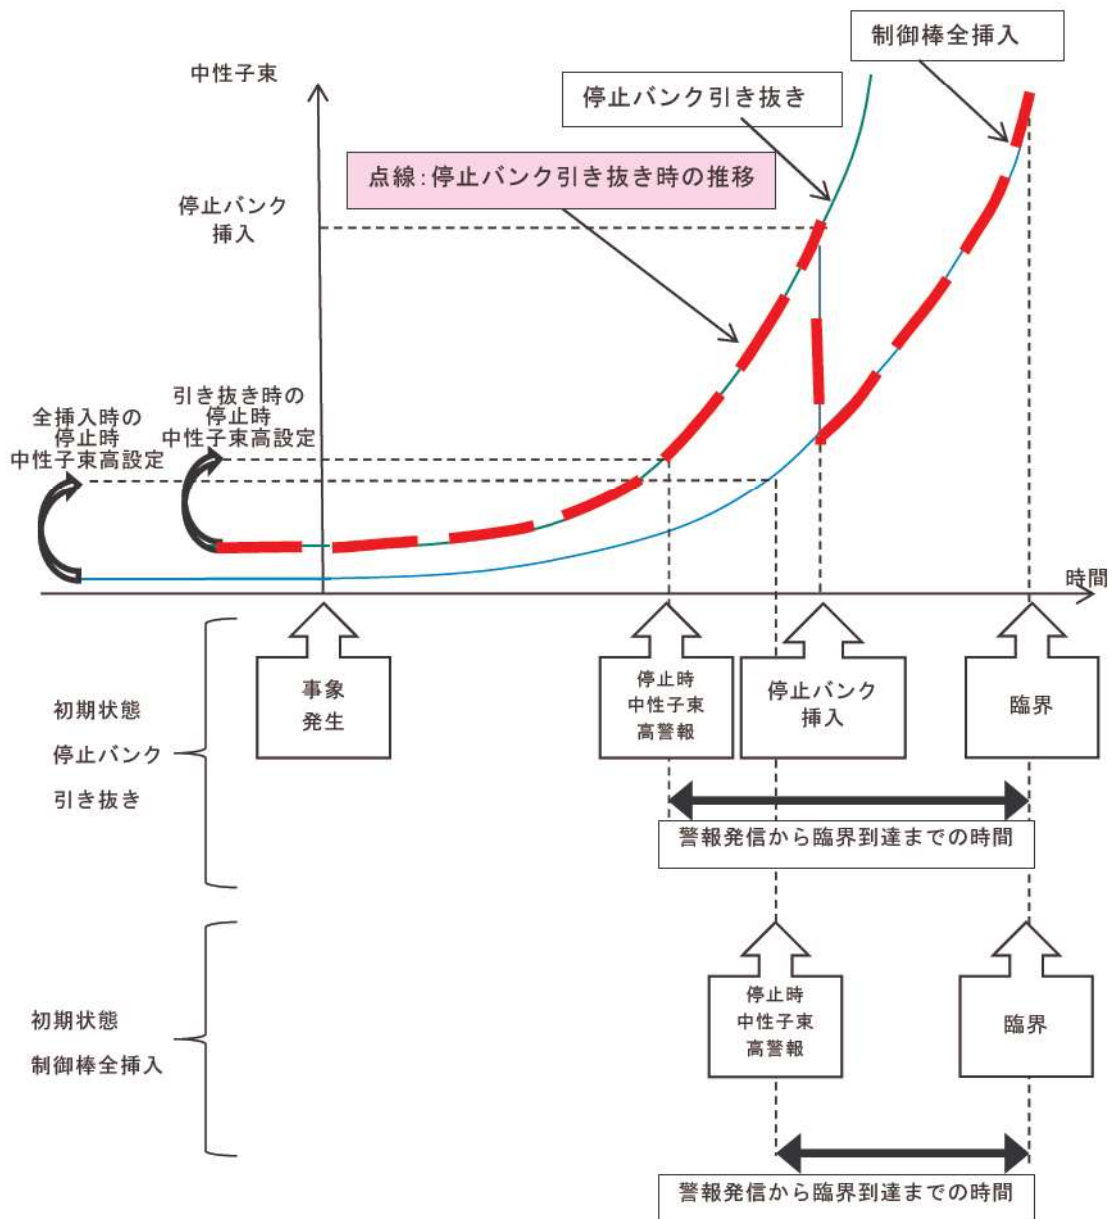 制御棒全挿入
中性子束
停止バンク引き抜き
点線：停止バンク引き抜き時の推移
停止バンク
挿入
引き抜き時の
停止時
中性子束高設定
全挿入時の
停止時
中性子束高設定
時間
事象
発生
停止時
中性子束
高警報
停止バンク
挿入
臨界
初期状態
停止バンク
引き抜き
警報発信から臨界到達までの時間
停止時
中性子束
高警報
臨界
初期状態
制御棒全挿入
警報発信から臨界到達までの時間